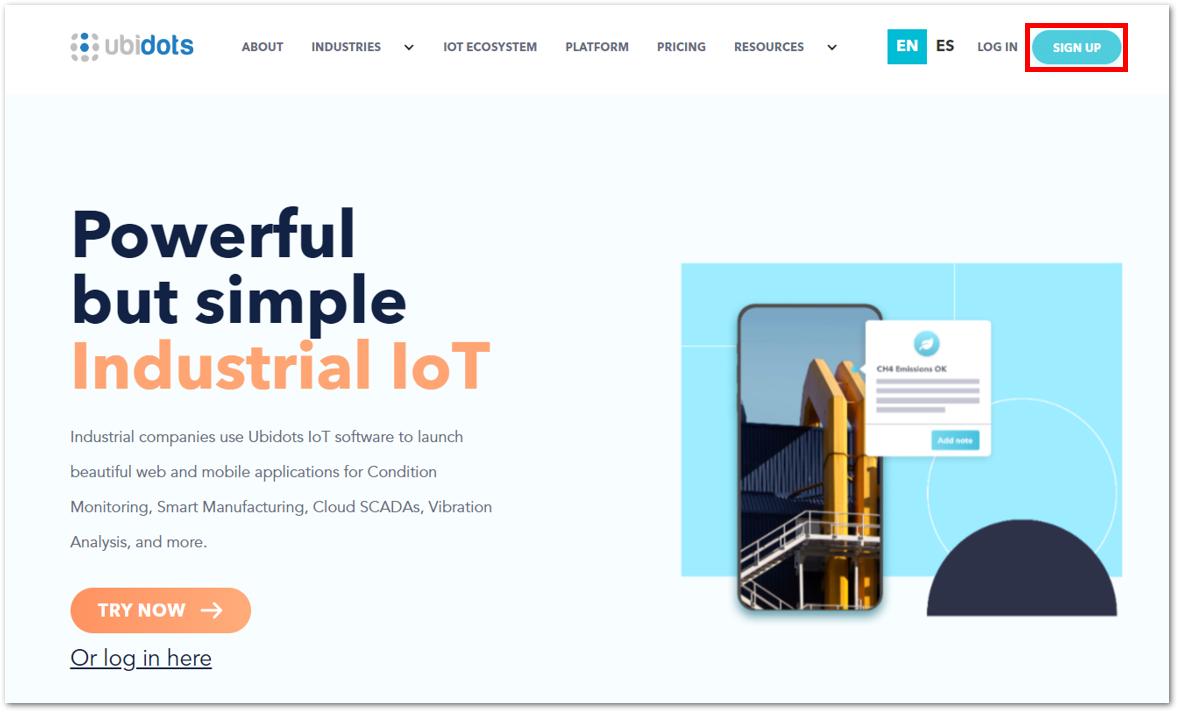 ubidots
ABOUT
INDUSTRIES
IOT ECOSYSTEM
PLATFORM
PRICING
RESOURCES
EN
ES
LOG IN
SIGN UP
Powerful
but simple
Industrial IoT
Industrial companies use Ubidots IoT software to launch
beautiful web and mobile applications for Condition
Monitoring, Smart Manufacturing, Cloud SCADAs, Vibration
Analysis, and more.
TRY NOW
Or log in here
CH4 Emissions OK
Add note